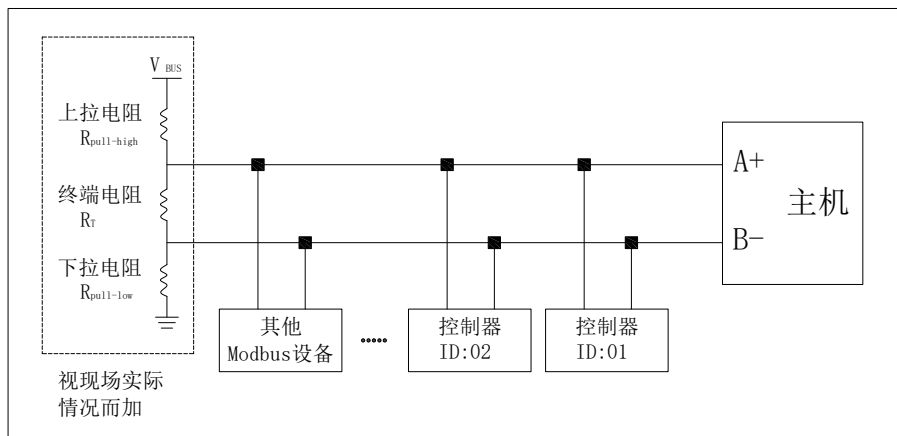 V BUS
上拉电阻
Rpull-high
终端电阻
RT
下拉电阻
Rpull-low
视现场实际
情况而加
其他
Modbus设备
.....
控制器
ID:02
控制器
ID:01
A+
主机
B-